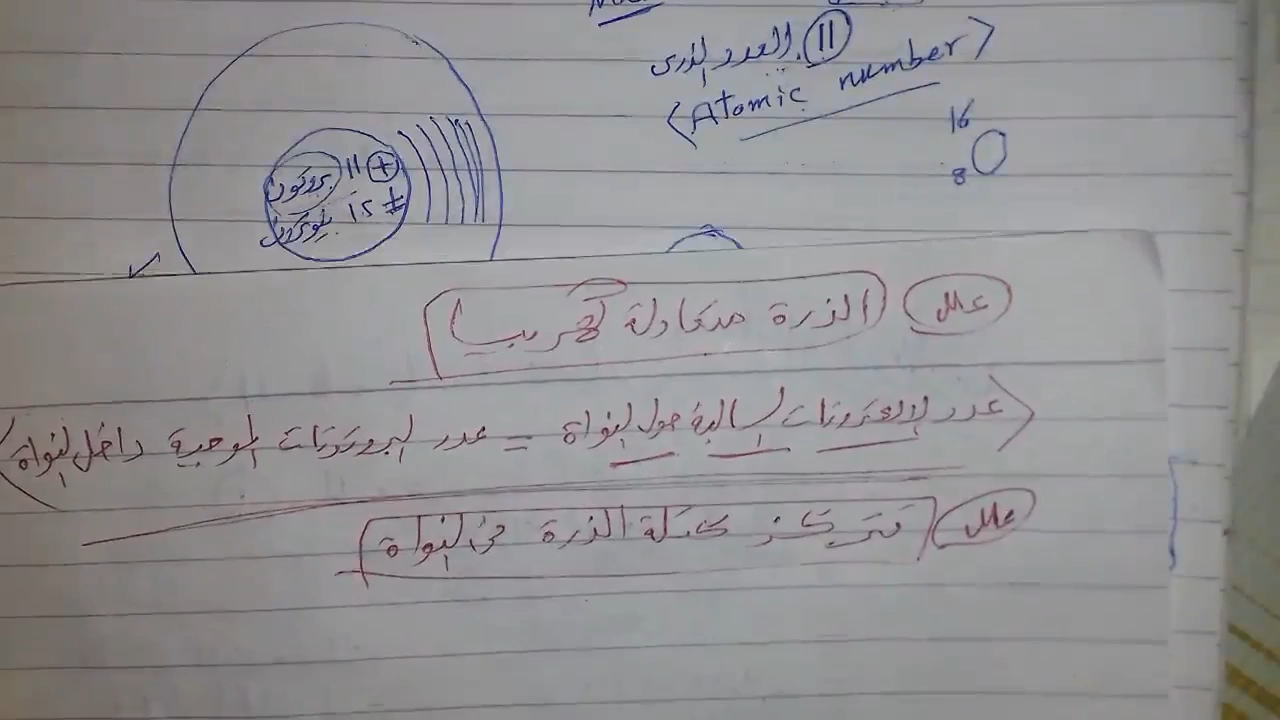 11 العدد الذرى
<Atomic number>
16
8 O
11 بروتون +
12 نيوترون ±
علل الذرة متعادلة كهربيا
عدد الإلكترونات السالبة حول النواة = عدد البروتونات الموجبة داخل النواة
علل تتركز كتلة الذرة فى النواة